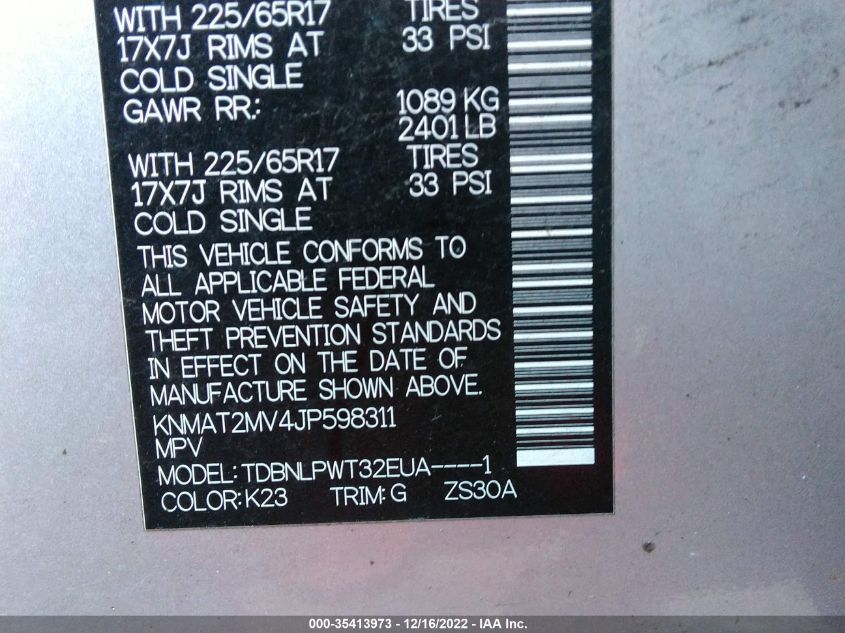 WITH 225/65R17 TIRES
17X7J RIMS AT 33 PSI
COLD SINGLE
GAWR RR.: 1089 KG
2401 LB
WITH 225/65R17 TIRES
17X7J RIMS AT 33 PSI
COLD SINGLE
THIS VEHICLE CONFORMS TO
ALL APPLICABLE FEDERAL
MOTOR VEHICLE SAFETY AND
THEFT PREVENTION STANDARDS
IN EFFECT ON THE DATE OF
MANUFACTURE SHOWN ABOVE.
KNMAT2MV4JP598311
MPV
MODEL: TDBNLPWT32EUA----1
COLOR: K23 TRIM: G ZS30A
000-35413973 - 12/16/2022 - IAA Inc.